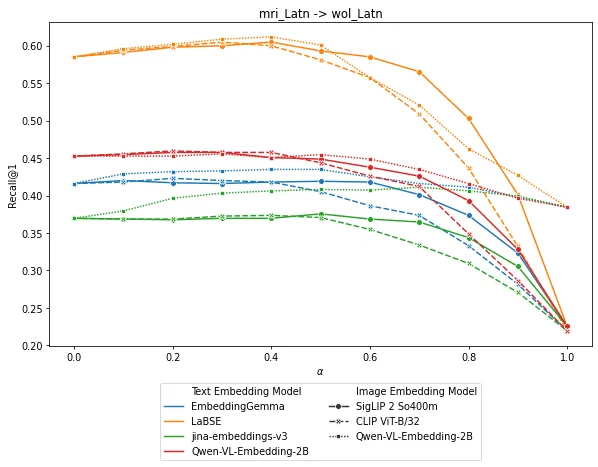 mri_Latn -> wol_Latn
Recall@1
0.60
0.55
0.50
0.45
0.40
0.35
0.30
0.25
0.20
0.0 0.2 0.4 0.6 0.8 1.0
α
Text Embedding Model Image Embedding Model
EmbeddingGemma SigLIP 2 So400m
LaBSE CLIP ViT-B/32
jina-embeddings-v3 Qwen-VL-Embedding-2B
Qwen-VL-Embedding-2B